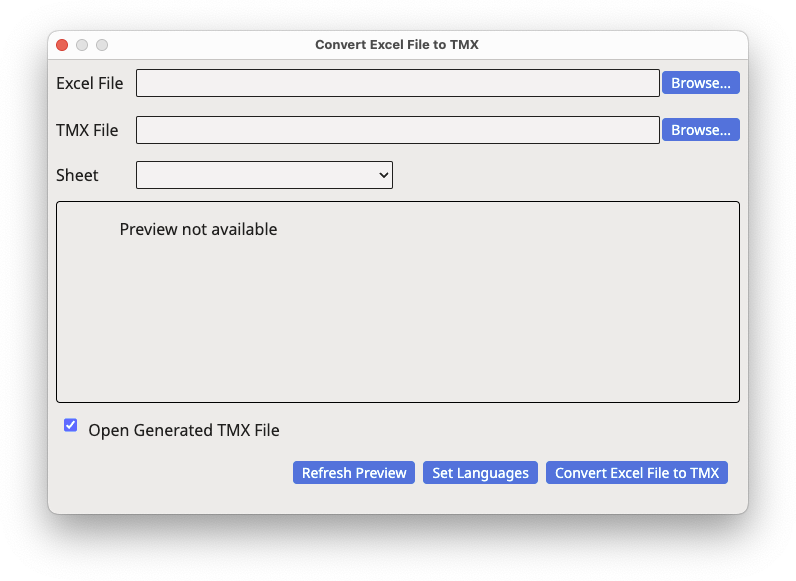 Convert Excel File to TMX
Excel File Browse...
TMX File Browse...
Sheet
Preview not available
Open Generated TMX File
Refresh Preview Set Languages Convert Excel File to TMX